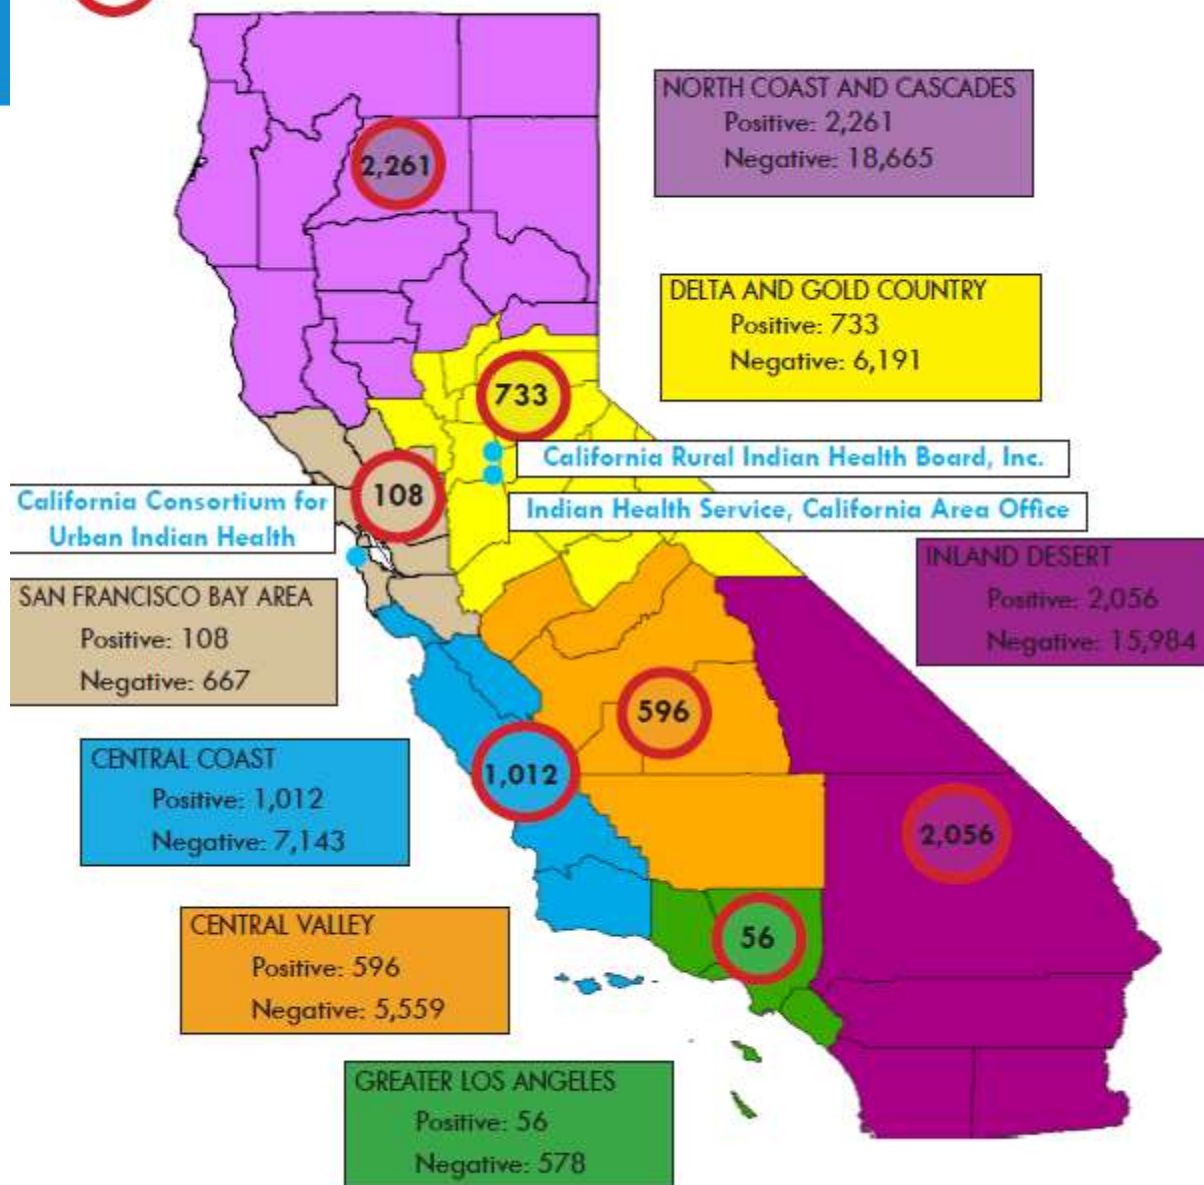 NORTH COAST AND CASCADES
Positive: 2,261
Negative: 18,665
2,261
DELTA AND GOLD COUNTRY
Positive: 733
Negative: 6,191
733
California Rural Indian Health Board, Inc.
Indian Health Service, California Area Office
108
California Consortium for
Urban Indian Health
SAN FRANCISCO BAY AREA
Positive: 108
Negative: 667
INLAND DESERT
Positive: 2,056
Negative: 15,984
596
CENTRAL COAST
Positive: 1,012
Negative: 7,143
1,012
2,056
CENTRAL VALLEY
Positive: 596
Negative: 5,559
56
GREATER LOS ANGELES
Positive: 56
Negative: 578